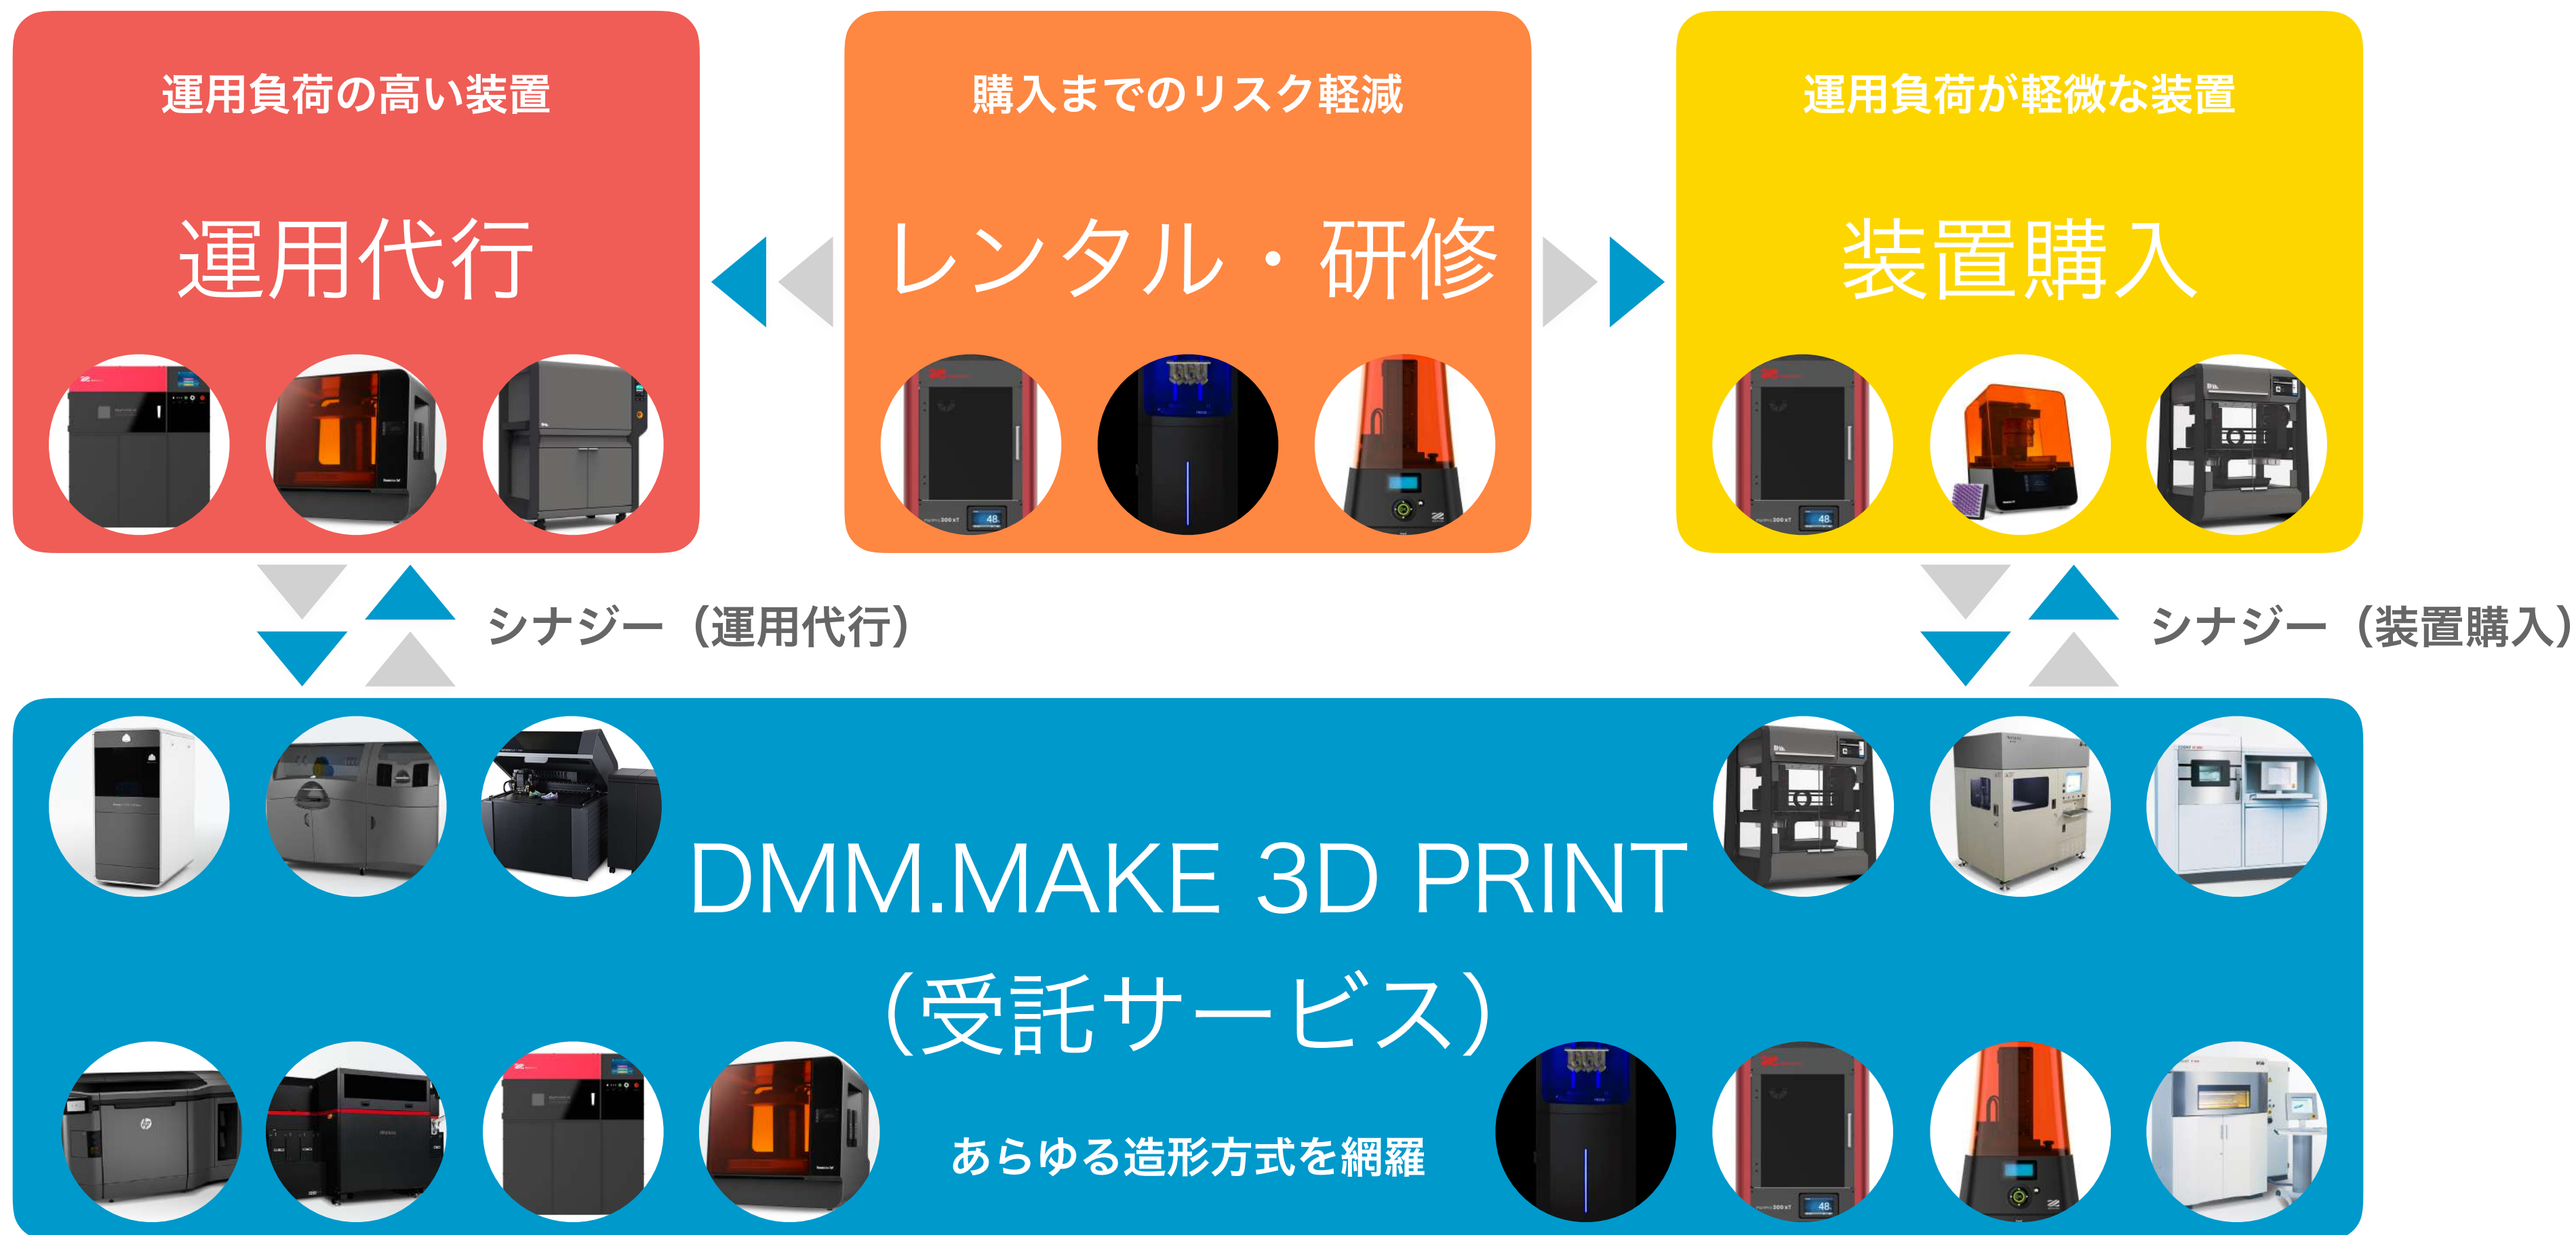 運用負荷の高い装置
運用代行
購入までのリスク軽減
レンタル・研修
運用負荷が軽微な装置
装置購入
48
48
シナジー（運用代行）
シナジー（装置購入）
DMM.MAKE 3D PRINT
（受託サービス）
あらゆる造形方式を網羅
hp
48